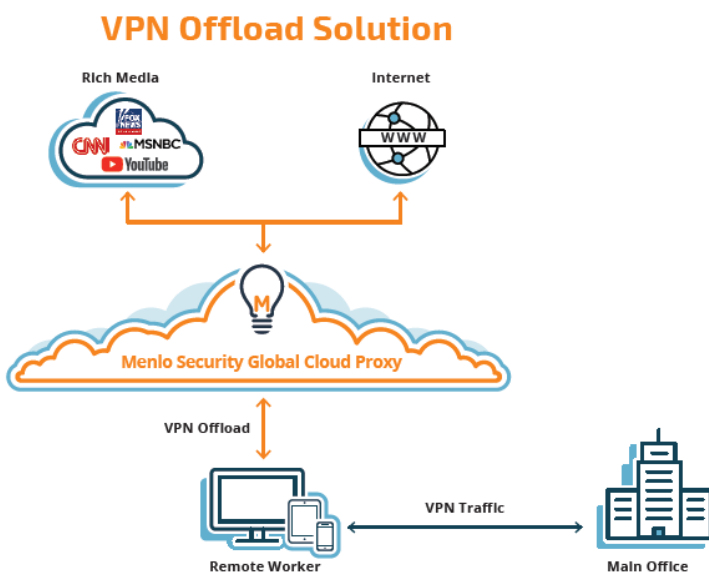 VPN Offload Solution
Rich Media
Internet
FOX
NEWS
CNN
MSNBC
YouTube
WWW
M
Menlo Security Global Cloud Proxy
VPN Offload
VPN Traffic
Remote Worker
Main Office